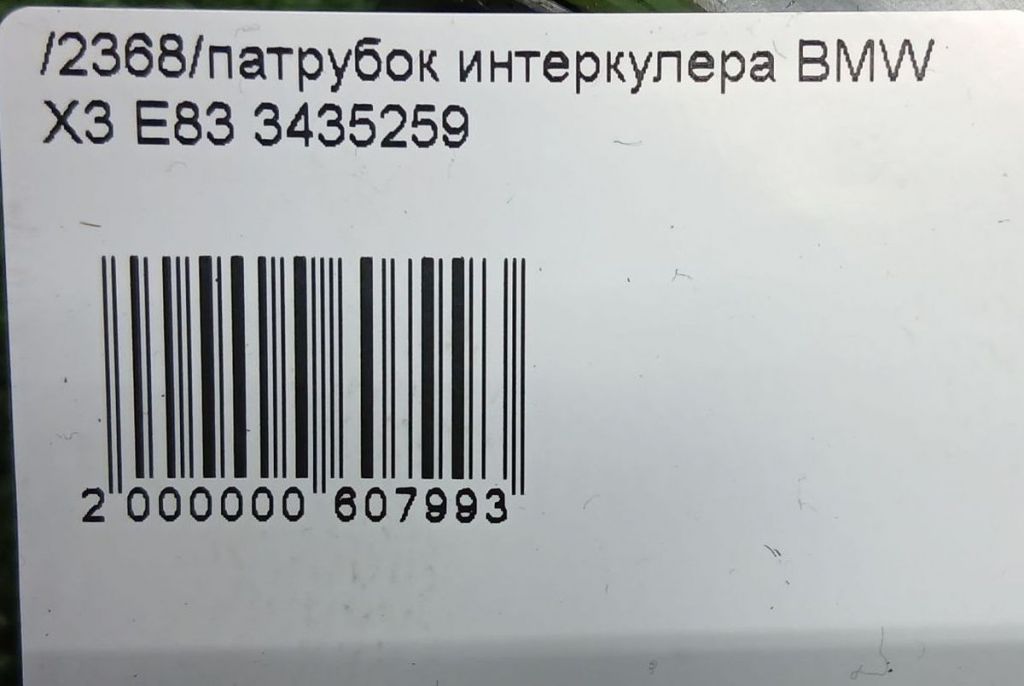 /2368/патрубок интеркулера BMW
X3 E83 3435259
2 000000 607993